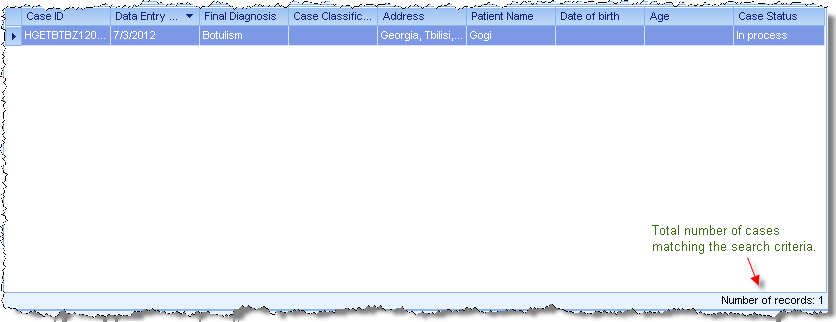 Case ID Data Entry ... Final Diagnosis Case Classific... Address Patient Name Date of birth Age Case Status
HGETBTBZ120... 7/3/2012 Botulism Georgia, Tbilisi,... Gogi In process
Total number of cases
matching the search criteria.
Number of records: 1